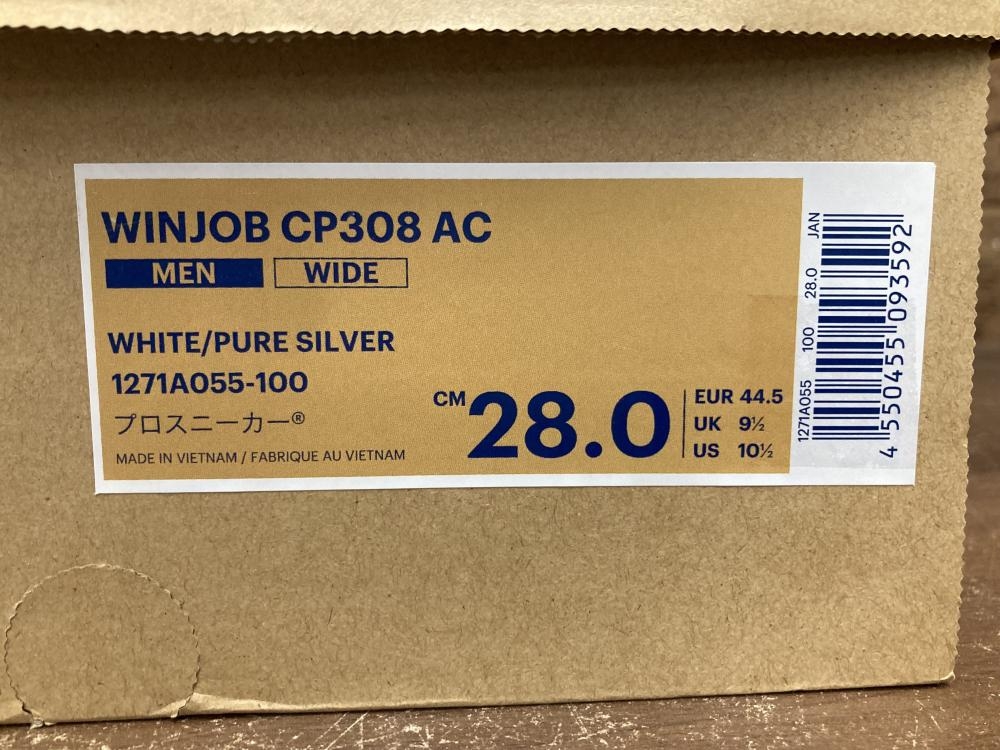 WINJOB CP308 AC
MEN WIDE
WHITE/PURE SILVER
1271A055-100
プロスニーカー®
MADE IN VIETNAM / FABRIQUE AU VIETNAM
CM 28.0
EUR 44.5
UK 9½
US 10½
1271A055 100 28.0 JAN
4 550455 093592